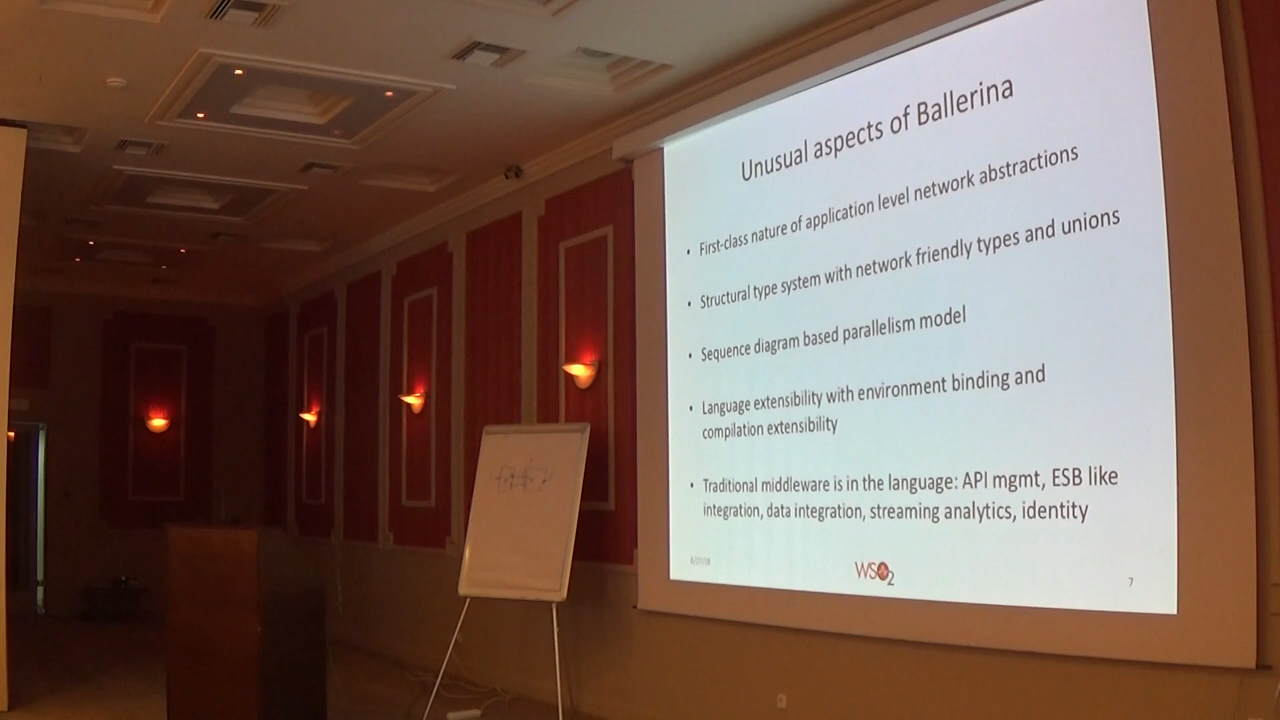 Unusual aspects of Ballerina
• First-class nature of application level network abstractions
• Structural type system with network friendly types and unions
• Sequence diagram based parallelism model
• Language extensibility with environment binding and
compilation extensibility
• Traditional middleware is in the language: API mgmt, ESB like
integration, data integration, streaming analytics, identity
WSO2
7